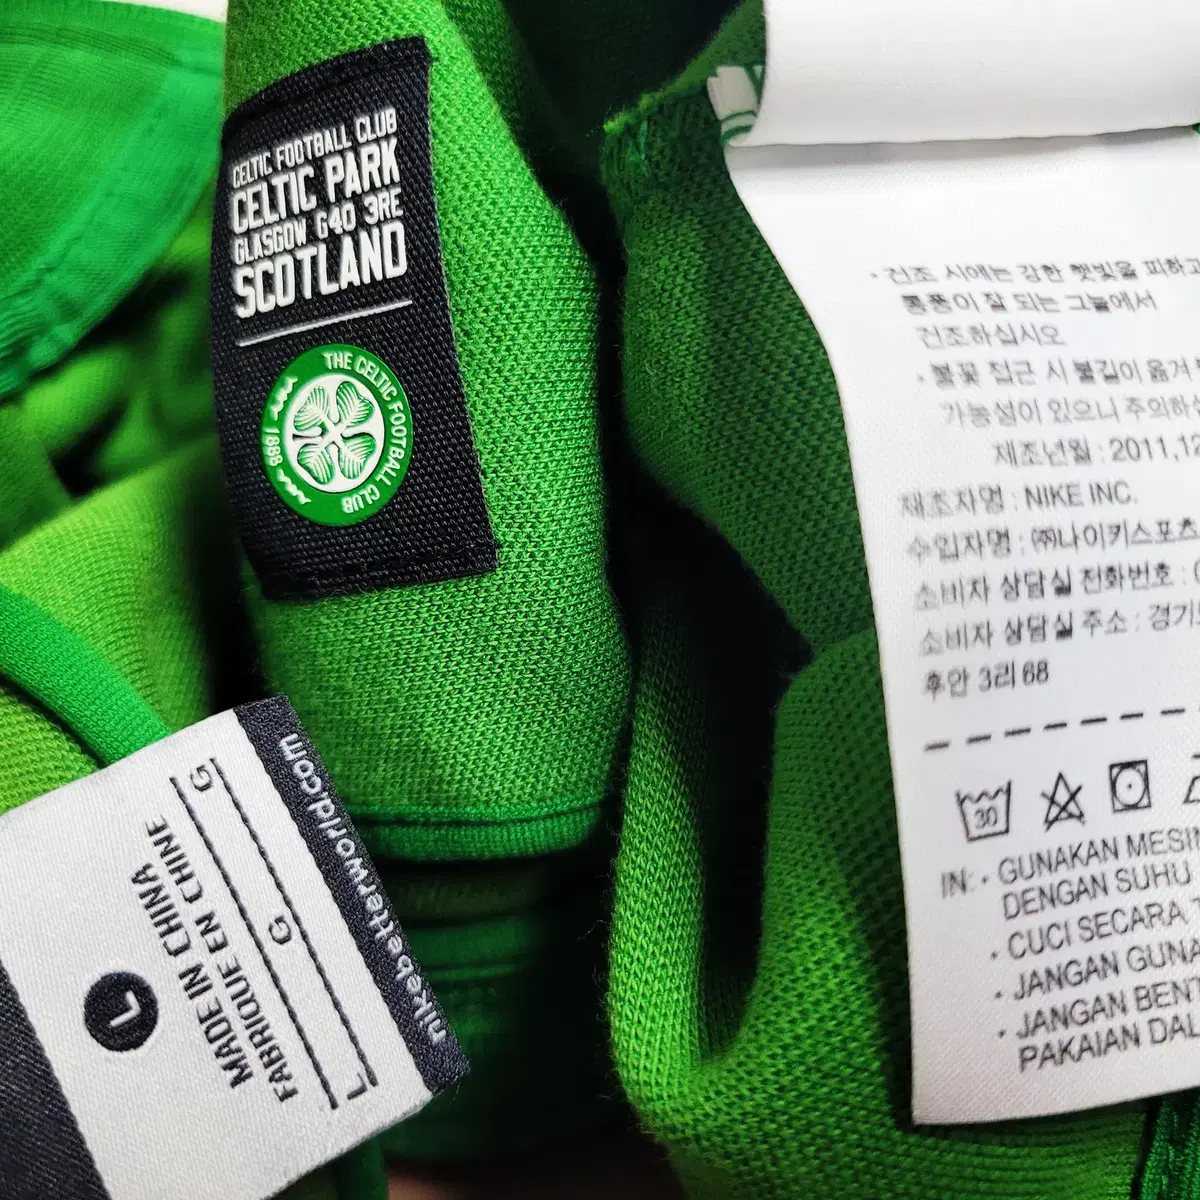 CELTIC FOOTBALL CLUB
CELTIC PARK
GLASGOW G40 3RE
SCOTLAND
THE CELTIC FOOTBALL CLUB
1888
nikebetterworld.com
G
G
L
MADE IN CHINA
FABRIQUE EN CHINE
L
• 건조 시에는 강한 햇빛을 피하고
통풍이 잘 되는 그늘에서
건조하십시오
• 불꽃 접근 시 불길이 옮겨
가능성이 있으니 주의하
제조년월 : 2011,12
제조자명 : NIKE INC.
수입자명 : ㈜나이키스포츠
소비자 상담실 전화번호 : (
소비자 상담실 주소 : 경기
후안 3리 68
30
IN: • GUNAKAN MESIN
DENGAN SUHU
• CUCI SECARA
• JANGAN GUNA
• JANGAN BENT
PAKAIAN DAL